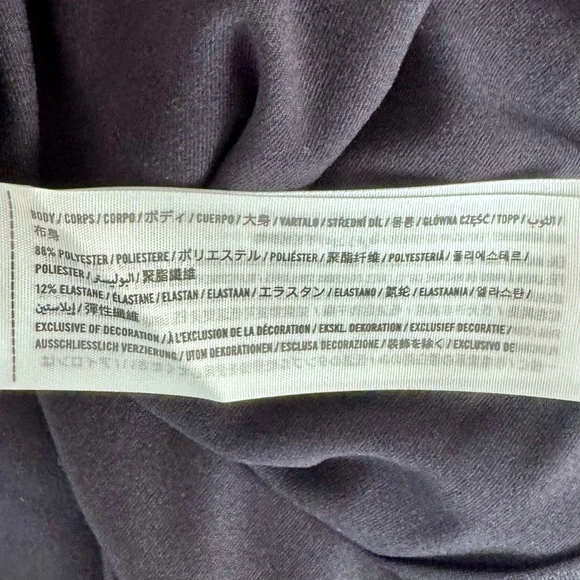 BODY / CORPS / CORPO / ボディ / CUERPO / 大身 / VARTALO / STŘEDNÍ DÍL / 몸통 / GŁÓWNA CZĘŚĆ / TOPP / الثوب /
布身
88% POLYESTER / POLIESTERE / ポリエステル / POLIÉSTER / 聚酯纤维 / POLYESTERIÄ / 폴리에스테르 /
POLIESTER / البوليستر / 聚酯纖維
12% ELASTANE / ÉLASTANE / ELASTAN / ELASTAAN / エラスタン / ELASTANO / 氨纶 / ELASTAANIA / 엘라스탄 /
إيلاستين / 彈性纖維
EXCLUSIVE OF DECORATION / À L'EXCLUSION DE LA DÉCORATION / EKSKL. DEKORATION / EXCLUSIEF DECORATIE /
AUSSCHLIESSLICH VERZIERUNG / UTOM DEKORATIONEN / ESCLUSA DECORAZIONE / 装飾を除く / EXCLUSIVO DE